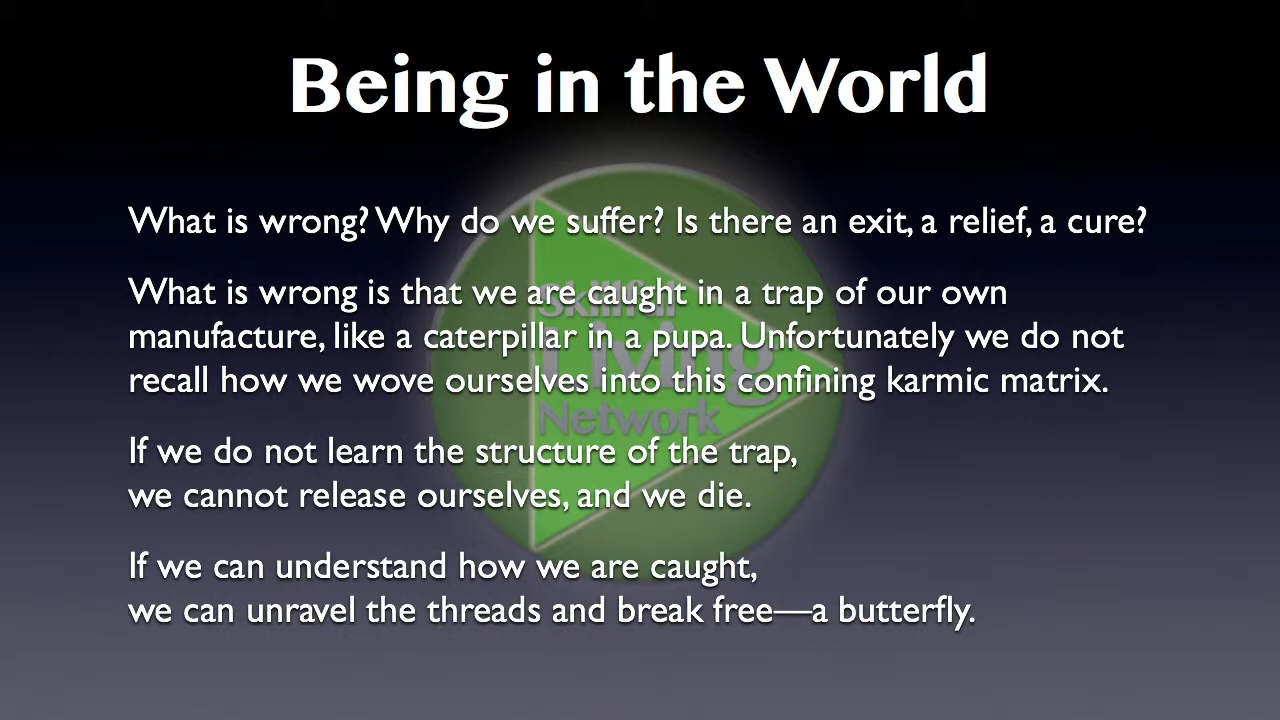 Being in the World
What is wrong? Why do we suffer? Is there an exit, a relief, a cure?
What is wrong is that we are caught in a trap of our own
manufacture, like a caterpillar in a pupa. Unfortunately we do not
recall how we wove ourselves into this confining karmic matrix.
If we do not learn the structure of the trap,
we cannot release ourselves, and we die.
If we can understand how we are caught,
we can unravel the threads and break free—a butterfly.
Skillful
Living
Network